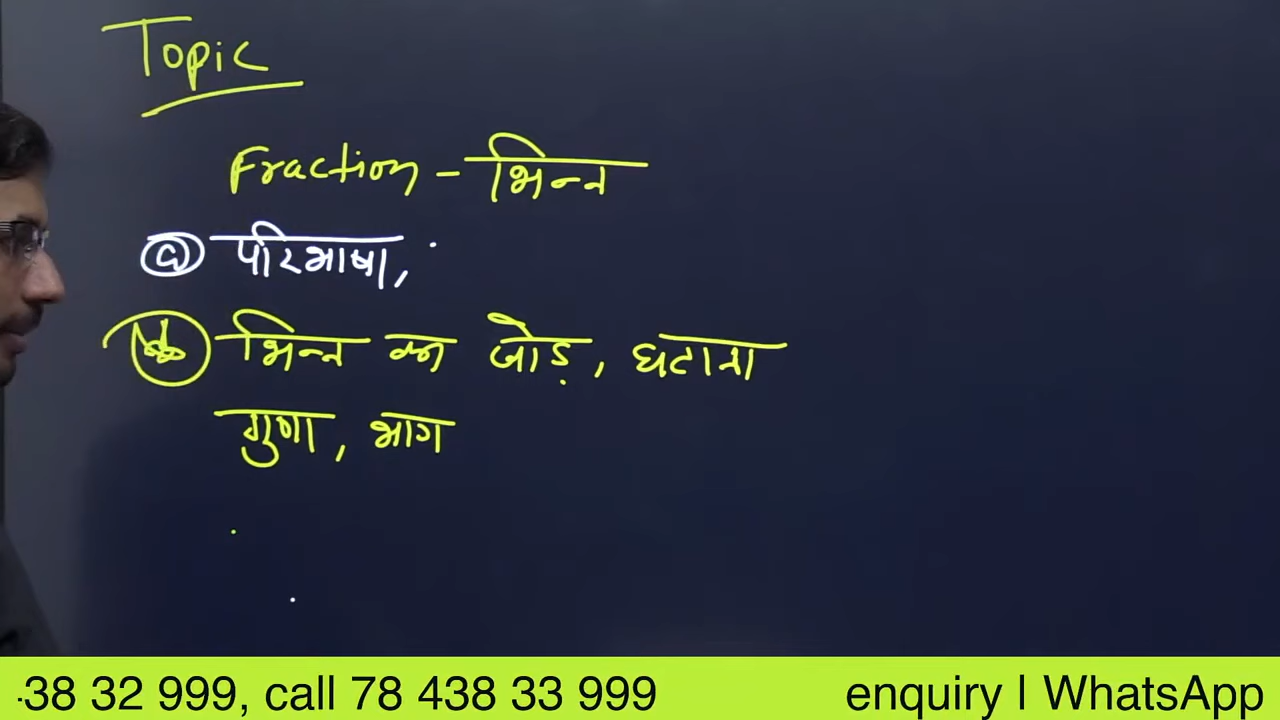 Topic
Fraction - भिन्न
a परिभाषा,
भिन्न का जोड़, घटाना
गुणा, भाग
38 32 999, call 78 438 33 999 enquiry | WhatsApp